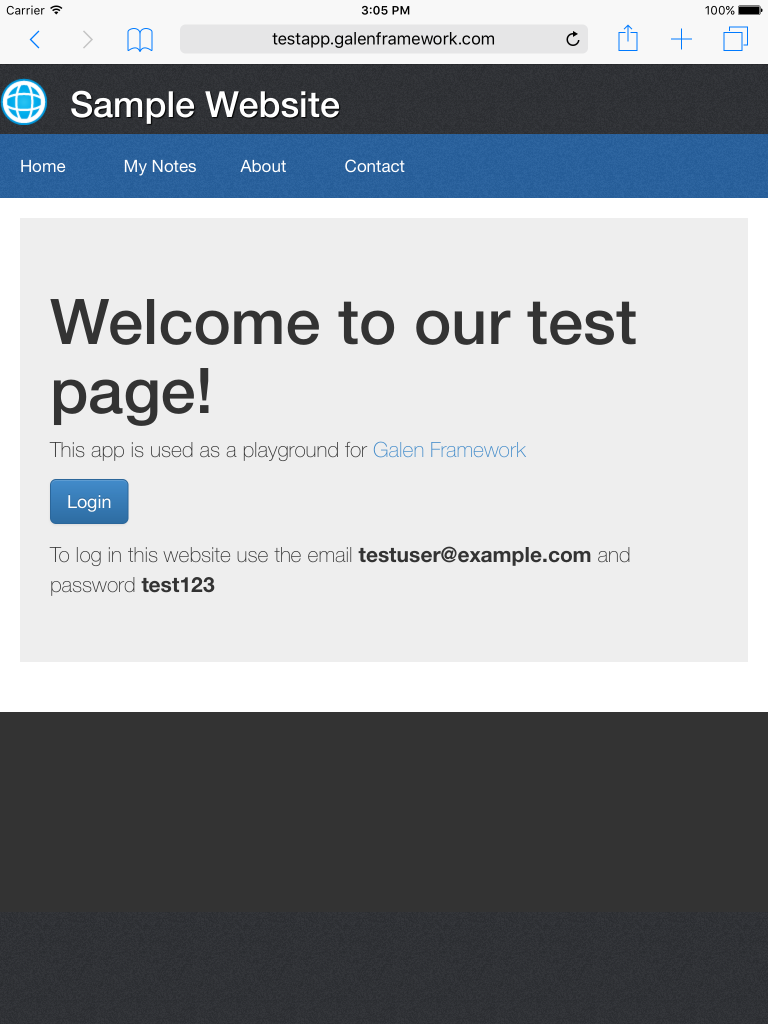 Carrier 3:05 PM 100%
testapp.galenframework.com
Sample Website
Home My Notes About Contact
Welcome to our test
page!
This app is used as a playground for Galen Framework
Login
To log in this website use the email testuser@example.com and
password test123